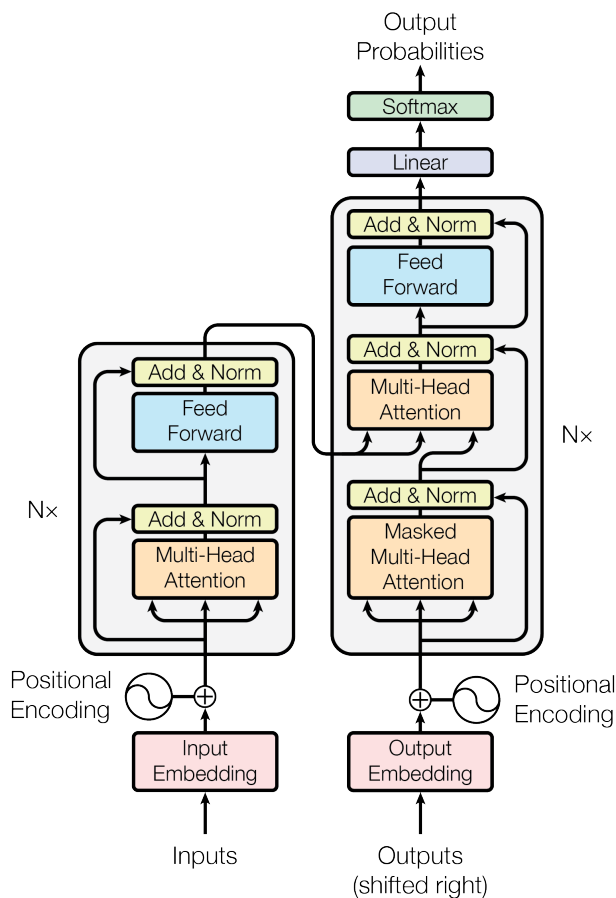 Output
Probabilities
Softmax
Linear
Add & Norm
Feed
Forward
Add & Norm
Multi-Head
Attention
Add & Norm
Masked
Multi-Head
Attention
N×
Positional
Encoding
Output
Embedding
Outputs
(shifted right)
Add & Norm
Feed
Forward
Add & Norm
Multi-Head
Attention
N×
Positional
Encoding
Input
Embedding
Inputs